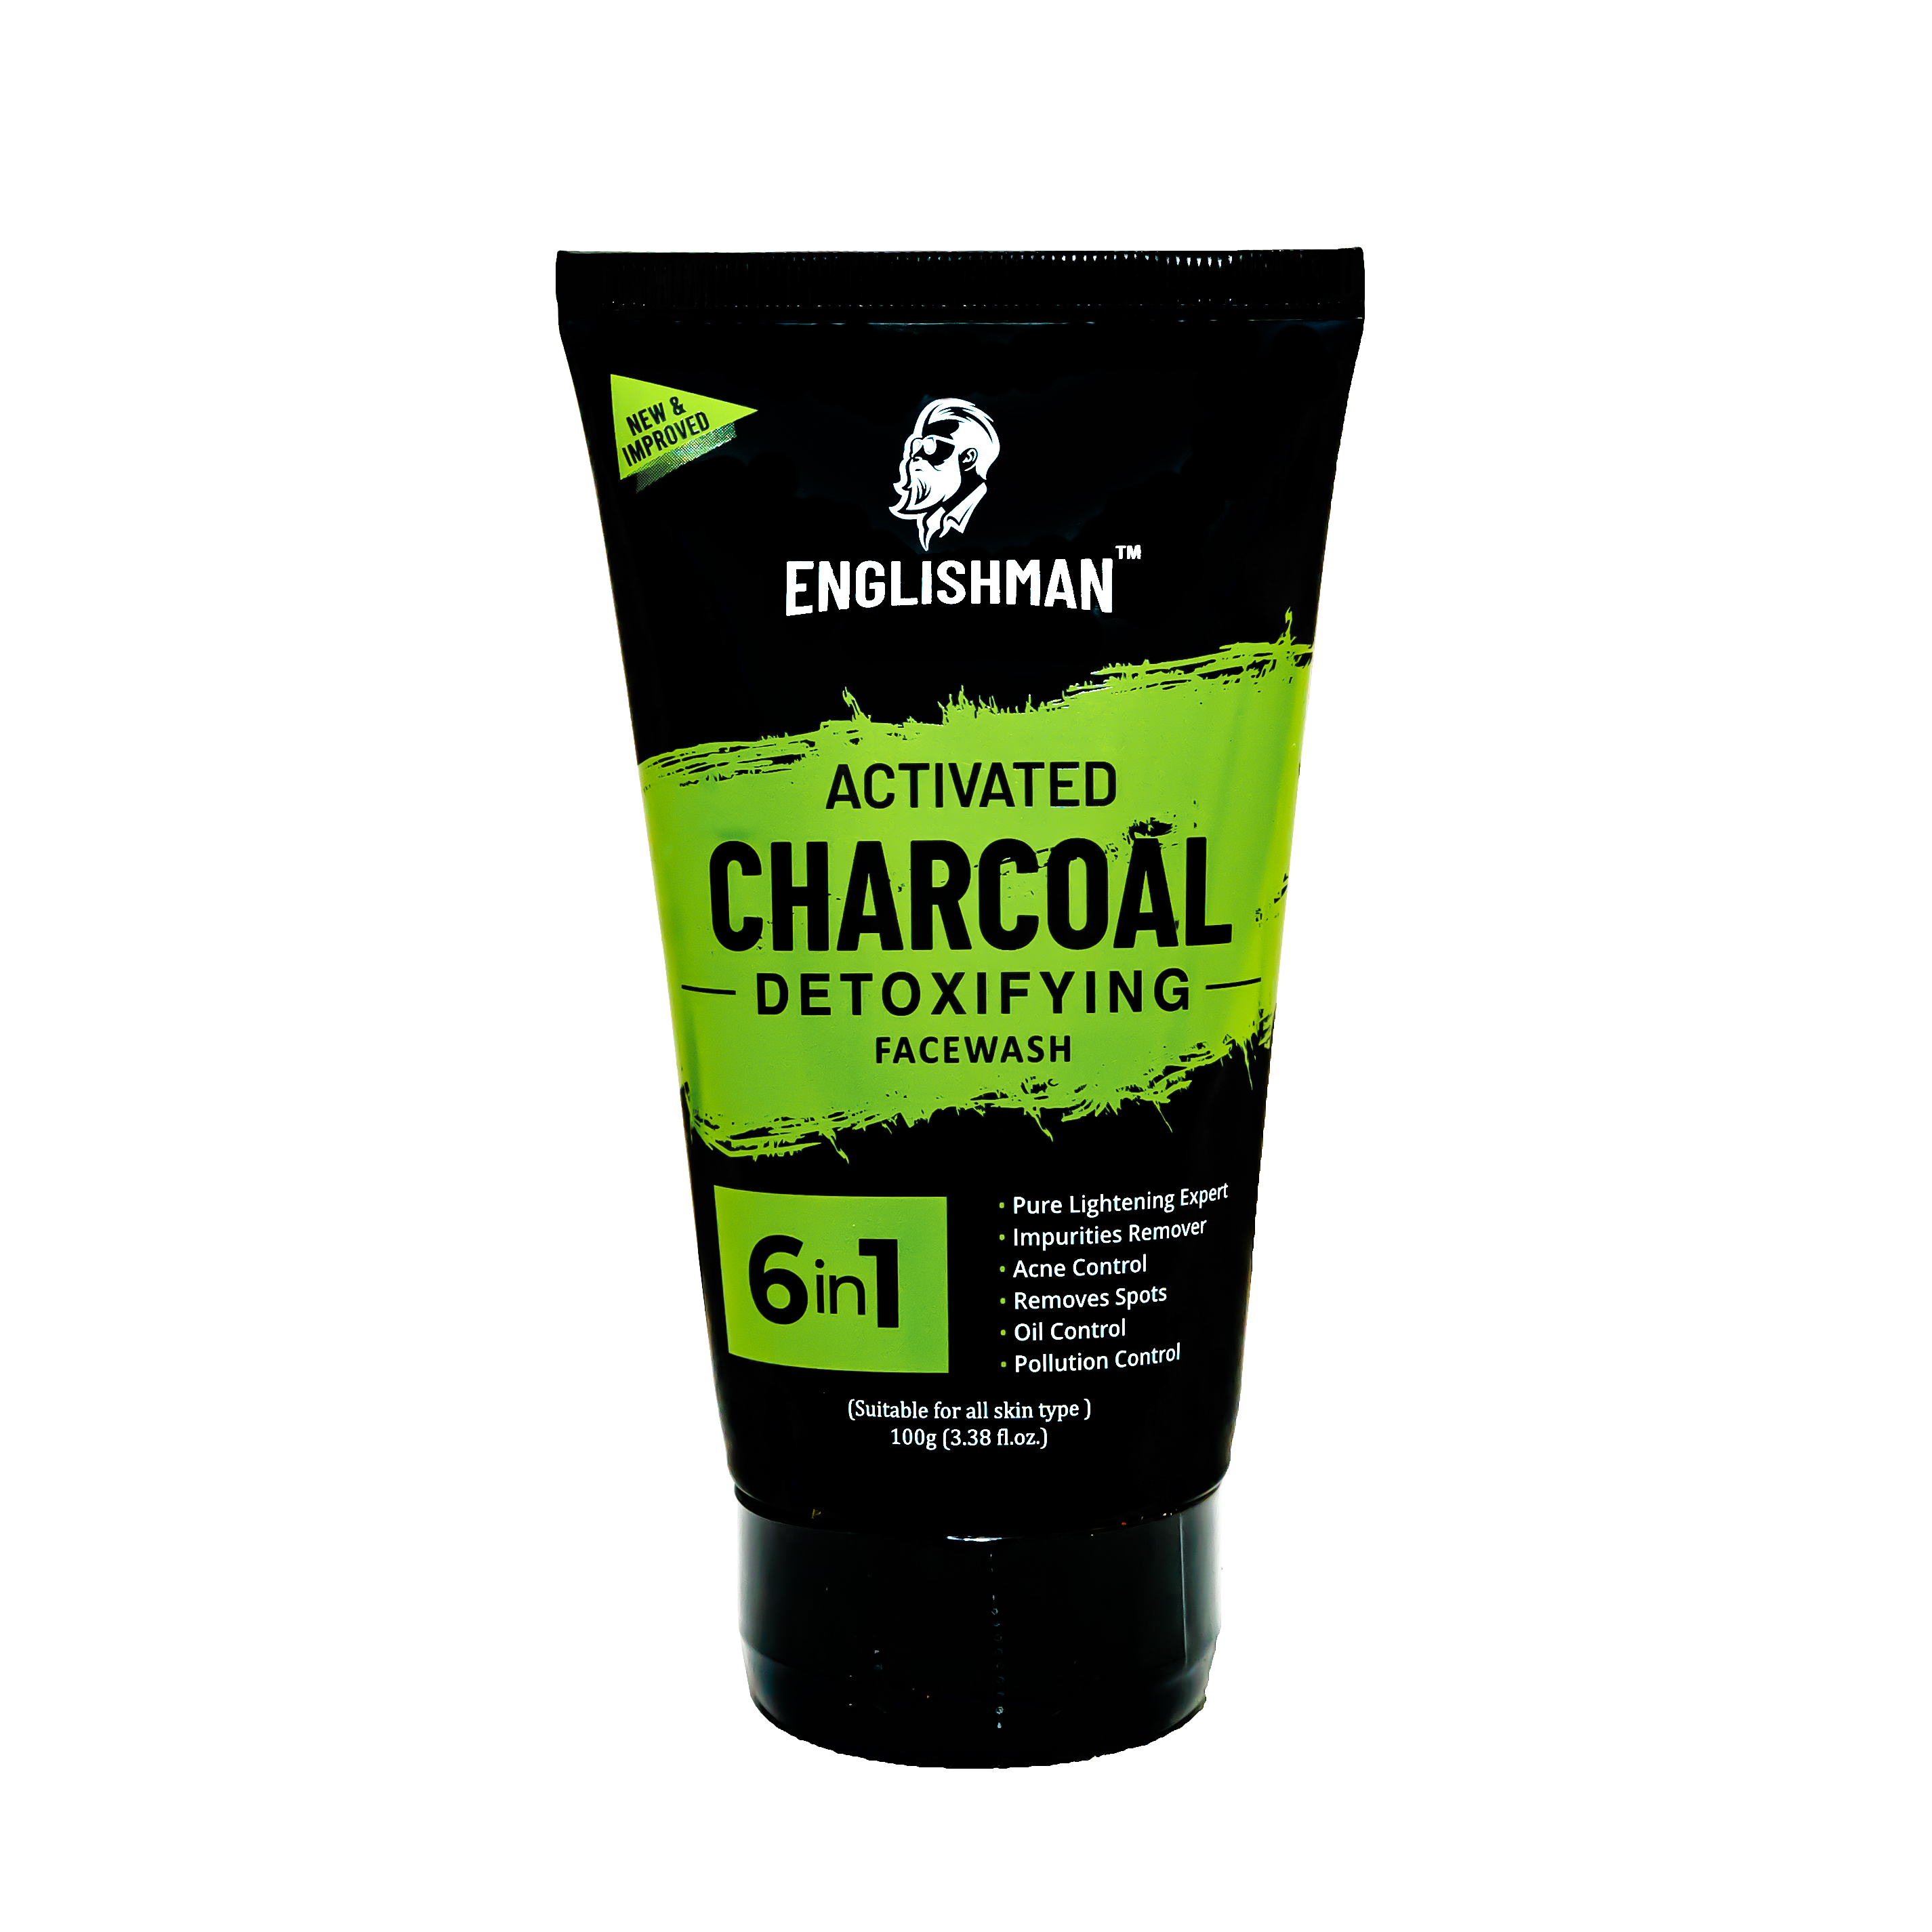 NEW &
IMPROVED
ENGLISHMAN™
ACTIVATED
CHARCOAL
DETOXIFYING
FACEWASH
6in1
• Pure Lightening Expert
• Impurities Remover
• Acne Control
• Removes Spots
• Oil Control
• Pollution Control
(Suitable for all skin type )
100g (3.38 fl.oz.)